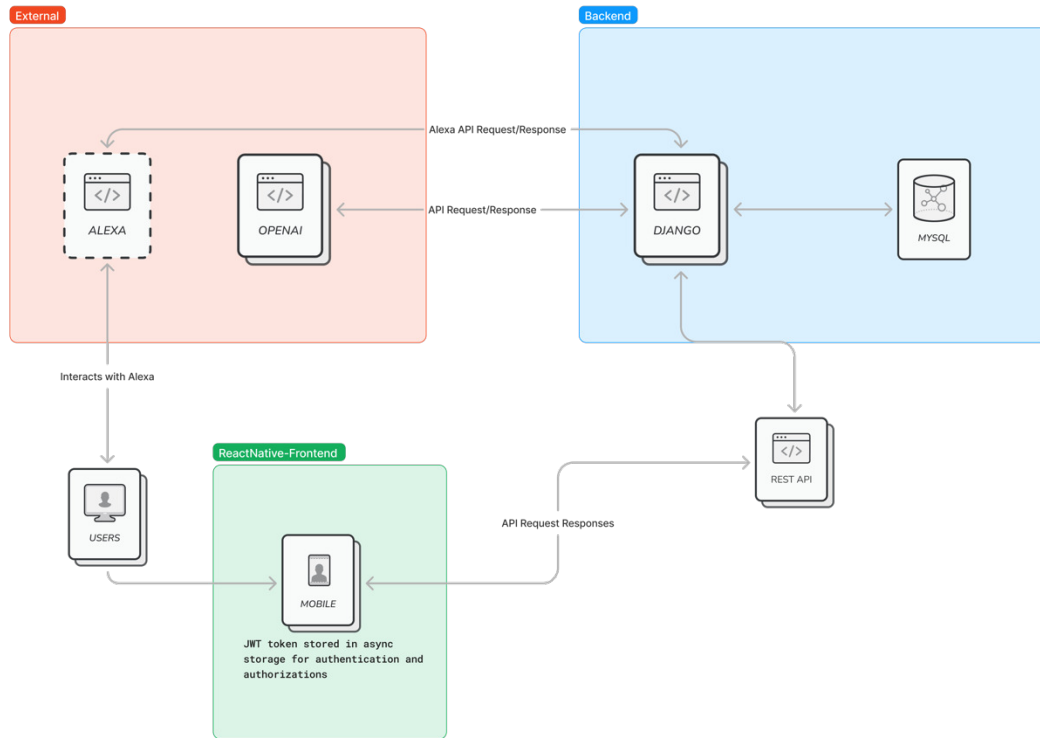 External
Backend
Alexa API Request/Response
ALEXA
OPENAI
API Request/Response
DJANGO
MYSQL
Interacts with Alexa
ReactNative-Frontend
REST API
USERS
API Request Responses
MOBILE
JWT token stored in async
storage for authentication and
authorizations